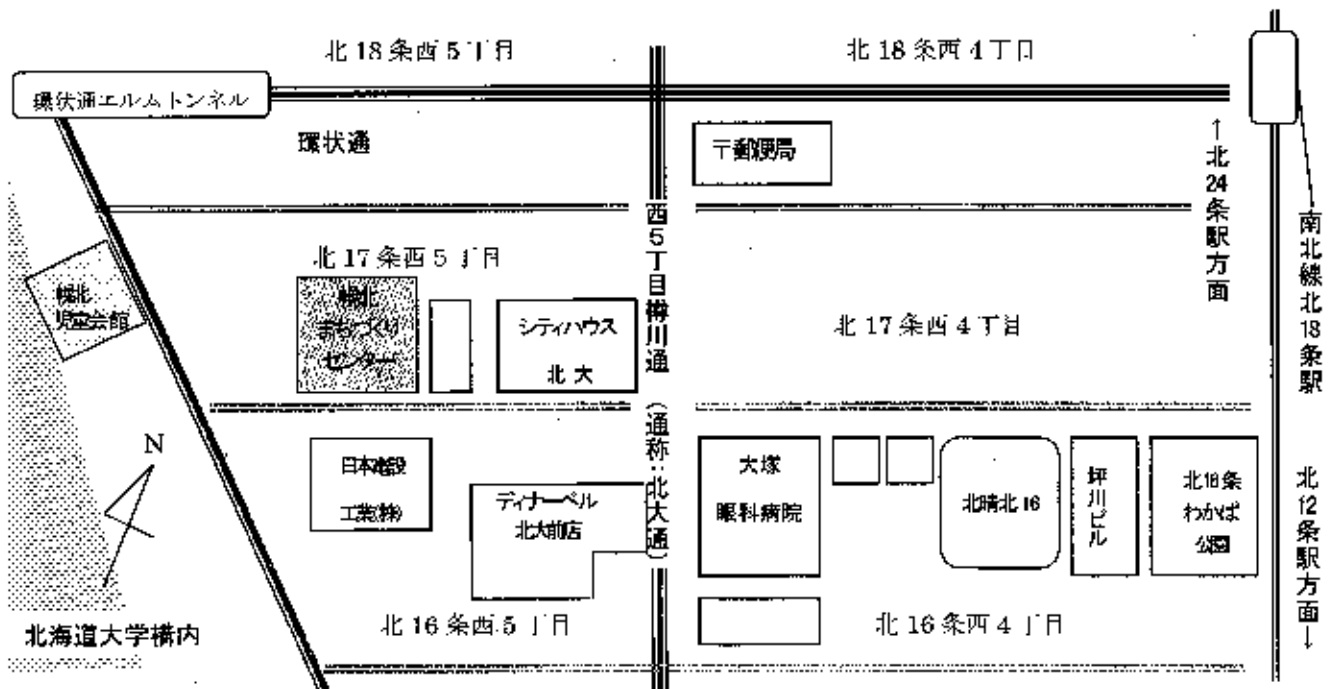 北18条西5丁目
北18条西4丁目
環状通エルムトンネル
環状通
〒郵便局
↑北24条駅方面
南北線北18条駅
西5丁目樽川通（通称:北大通）
北17条西5丁目
幌北
児童会館
幌北
まちづくり
センター
シティハウス
北大
北17条西4丁目
N
日本建設
工業(株)
ディナーベル
北大前店
大塚
眼科病院
北晴北16
坪川ビル
北16条
わかば
公園
北12条駅方面↓
北海道大学構内
北16条西5丁目
北16条西4丁目